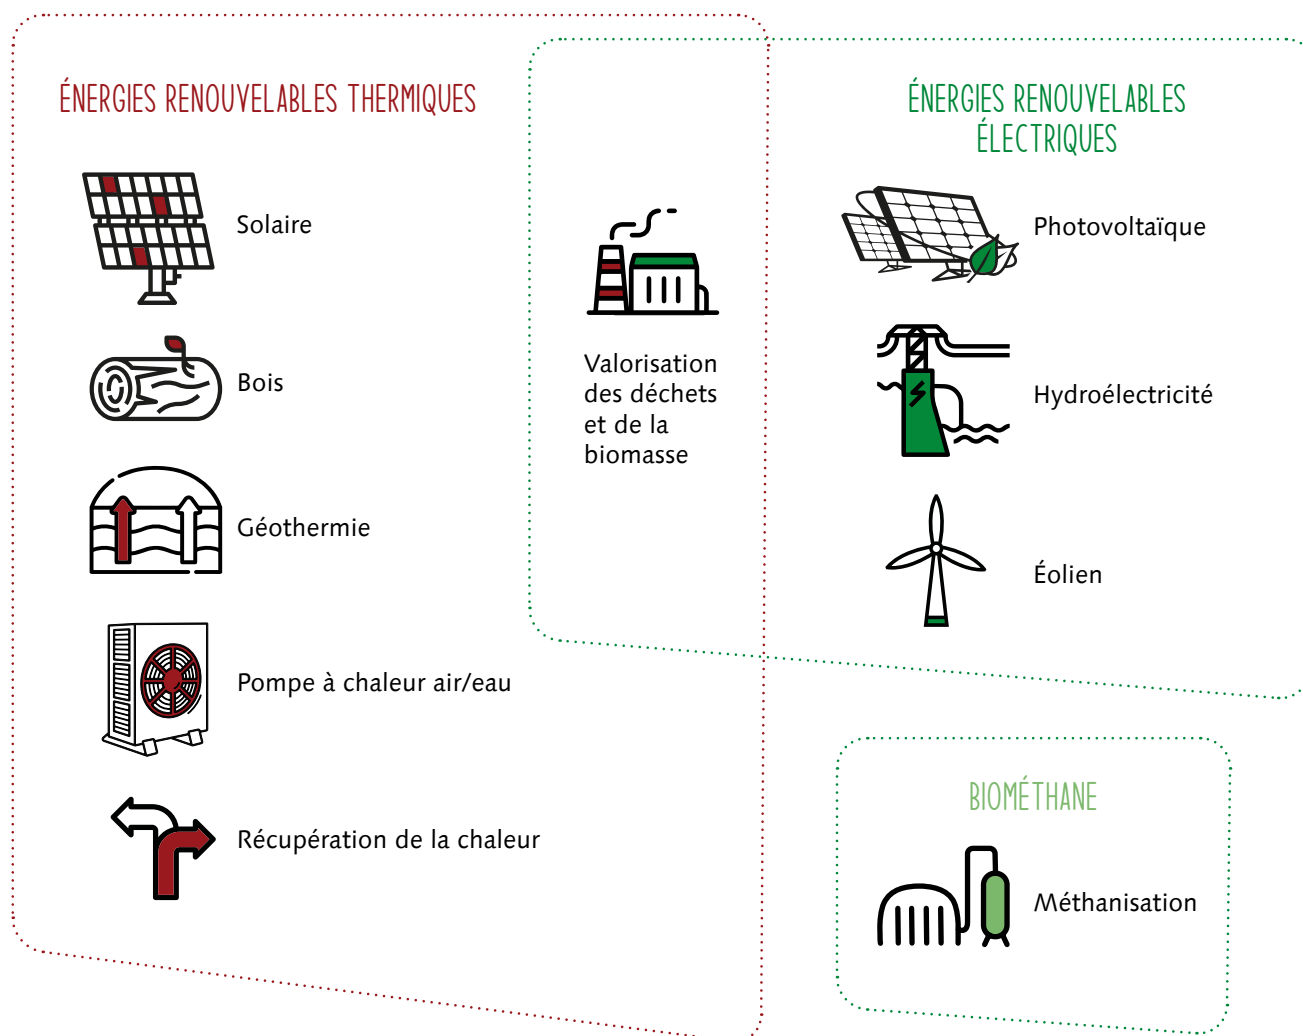 ÉNERGIES RENOUVELABLES THERMIQUES
Solaire
Bois
Géothermie
Pompe à chaleur air/eau
Récupération de la chaleur
Valorisation
des déchets
et de la
biomasse
ÉNERGIES RENOUVELABLES
ÉLECTRIQUES
Photovoltaïque
Hydroélectricité
Éolien
BIOMÉTHANE
Méthanisation